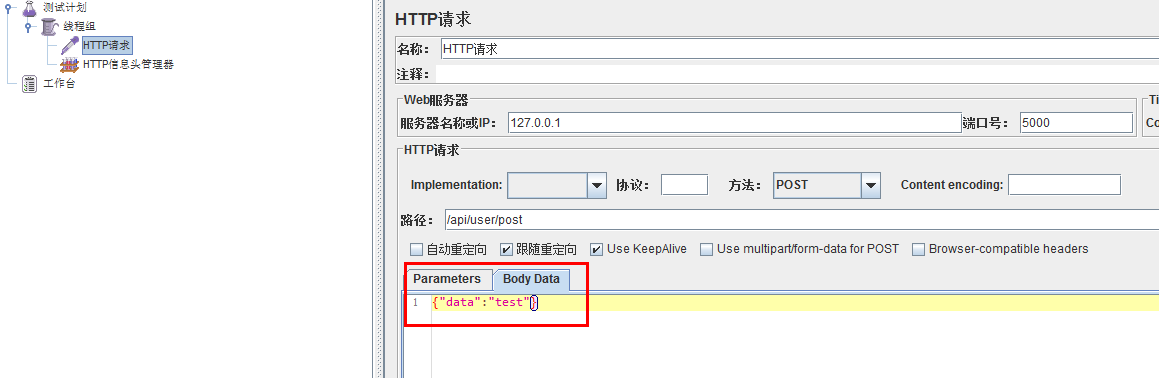 测试计划
线程组
HTTP请求
HTTP信息头管理器
工作台
HTTP请求
名称： HTTP请求
注释：
Web服务器
Ti
服务器名称或IP： 127.0.0.1 端口号： 5000 Co
HTTP请求
Implementation: 协议： 方法： POST Content encoding:
路径： /api/user/post
自动重定向 跟随重定向 Use KeepAlive Use multipart/form-data for POST Browser-compatible headers
Parameters Body Data
1 {"data":"test"}